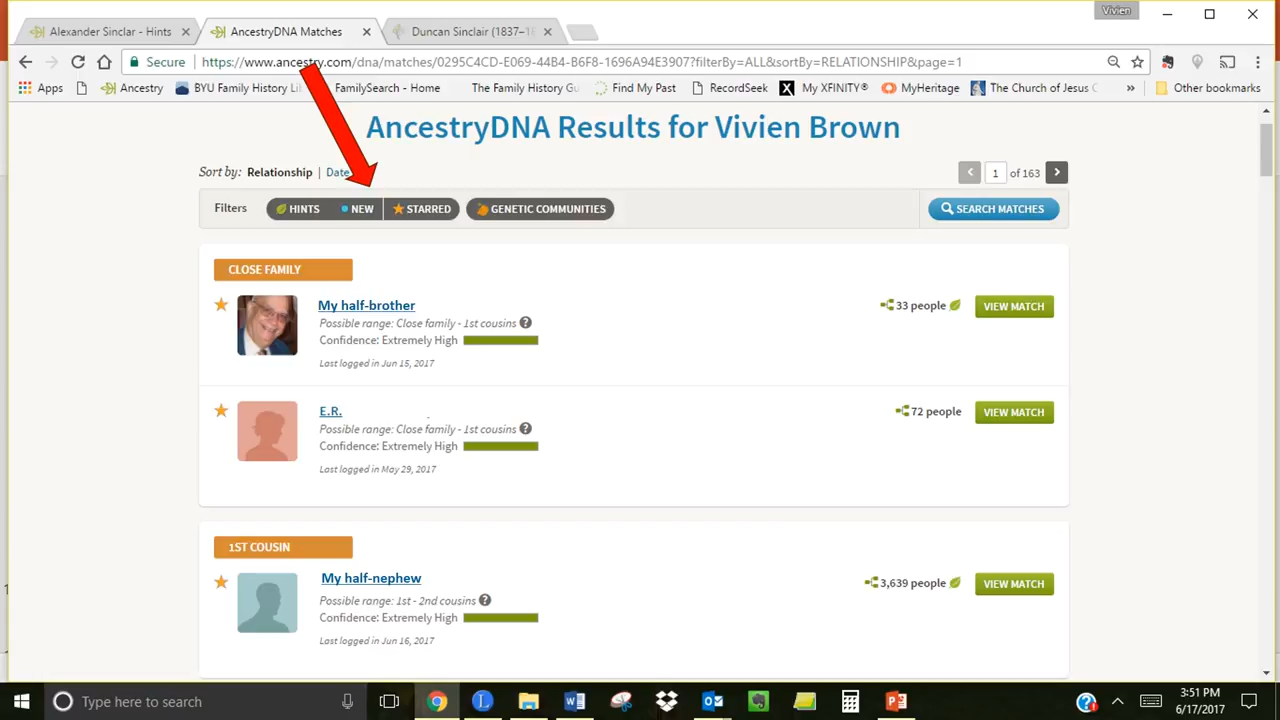 Vivien
Alexander Sinclar - Hints
AncestryDNA Matches
Duncan Sinclair (1837–18
Secure
https://www.ancestry.com/dna/matches/0295C4CD-E069-44B4-B6F8-1696A94E3907?filterBy=ALL&sortBy=RELATIONSHIP&page=1
Apps Ancestry BYU Family History Li FamilySearch - Home The Family History Gu Find My Past RecordSeek My XFINITY® MyHeritage The Church of Jesus C » Other bookmarks
AncestryDNA Results for Vivien Brown
Sort by: Relationship | Date
1 of 163
Filters HINTS NEW STARRED GENETIC COMMUNITIES SEARCH MATCHES
CLOSE FAMILY
My half-brother
33 people VIEW MATCH
Possible range: Close family - 1st cousins ?
Confidence: Extremely High
Last logged in Jun 15, 2017
E.R.
72 people VIEW MATCH
Possible range: Close family - 1st cousins ?
Confidence: Extremely High
Last logged in May 29, 2017
1ST COUSIN
My half-nephew
3,639 people VIEW MATCH
Possible range: 1st - 2nd cousins ?
Confidence: Extremely High
Last logged in Jun 16, 2017
Type here to search
3:51 PM
6/17/2017